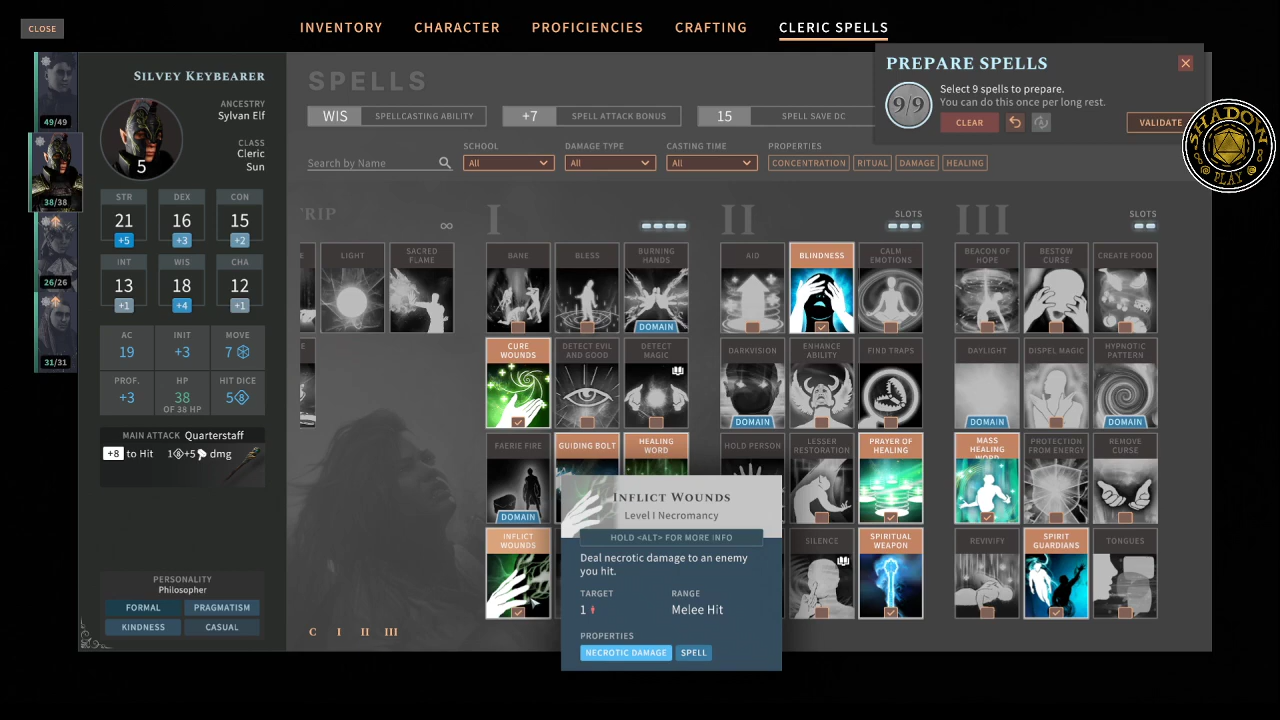 CLOSE
INVENTORY CHARACTER PROFICIENCIES CRAFTING CLERIC SPELLS
SILVEY KEYBEARER
ANCESTRY
Sylvan Elf
CLASS
Cleric
Sun
5
49/49
38/38
26/26
31/31
STR DEX CON
21 16 15
+5 +3 +2
INT WIS CHA
13 18 12
+1 +4 +1
AC INIT MOVE
19 +3 7
PROF. HP HIT DICE
+3 38 5 8
OF 38 HP
MAIN ATTACK Quarterstaff
+8 to Hit 1 8 +5 dmg
PERSONALITY
Philosopher
FORMAL PRAGMATISM
KINDNESS CASUAL
SPELLS
WIS SPELLCASTING ABILITY +7 SPELL ATTACK BONUS 15 SPELL SAVE DC
PREPARE SPELLS
9/9
Select 9 spells to prepare.
You can do this once per long rest.
CLEAR VALIDATE
SHADOW
PLAY
Search by Name
SCHOOL DAMAGE TYPE CASTING TIME PROPERTIES
All All All CONCENTRATION RITUAL DAMAGE HEALING
TRIP ∞ I II SLOTS III SLOTS
LIGHT SACRED FLAME BANE BLESS BURNING HANDS AID BLINDNESS CALM EMOTIONS BEACON OF HOPE BESTOW CURSE CREATE FOOD
DOMAIN
CURE WOUNDS DETECT EVIL AND GOOD DETECT MAGIC DARKVISION ENHANCE ABILITY FIND TRAPS DAYLIGHT DISPEL MAGIC HYPNOTIC PATTERN
DOMAIN DOMAIN DOMAIN
FAERIE FIRE GUIDING BOLT HEALING WORD HOLD PERSON LESSER RESTORATION PRAYER OF HEALING MASS HEALING WORD PROTECTION FROM ENERGY REMOVE CURSE
DOMAIN
INFLICT WOUNDS SILENCE SPIRITUAL WEAPON REVIVIFY SPIRIT GUARDIANS TONGUES
INFLICT WOUNDS
Level I Necromancy
HOLD <ALT> FOR MORE INFO
Deal necrotic damage to an enemy
you hit.
TARGET RANGE
1 Melee Hit
PROPERTIES
NECROTIC DAMAGE SPELL
C I II III